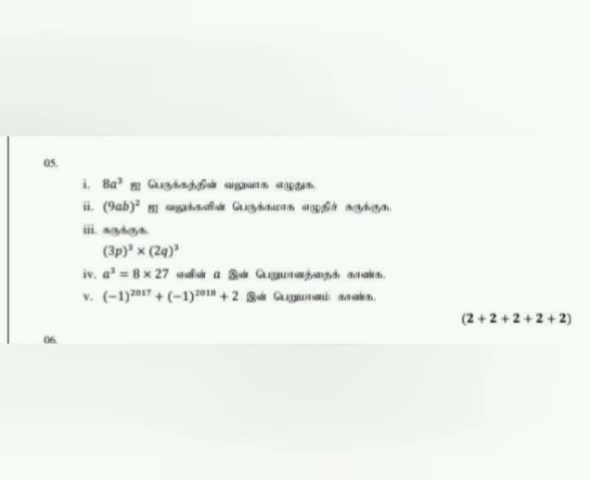 05.
i. 8a³ ஐ பெருக்கத்தின் வலுவாக எழுதுக.
ii. (9ab)² ஐ வலுக்களின் பெருக்கமாக எழுதிச் சுருக்குக.
iii. சுருக்குக.
(3p)³ × (2q)³
iv. a³ = 8 × 27 எனின் a இன் பெறுமானத்தைக் காண்க.
v. (−1)²⁰¹⁷ + (−1)²⁰¹⁸ + 2 இன் பெறுமானம் காண்க.
(2 + 2 + 2 + 2 + 2)
06.